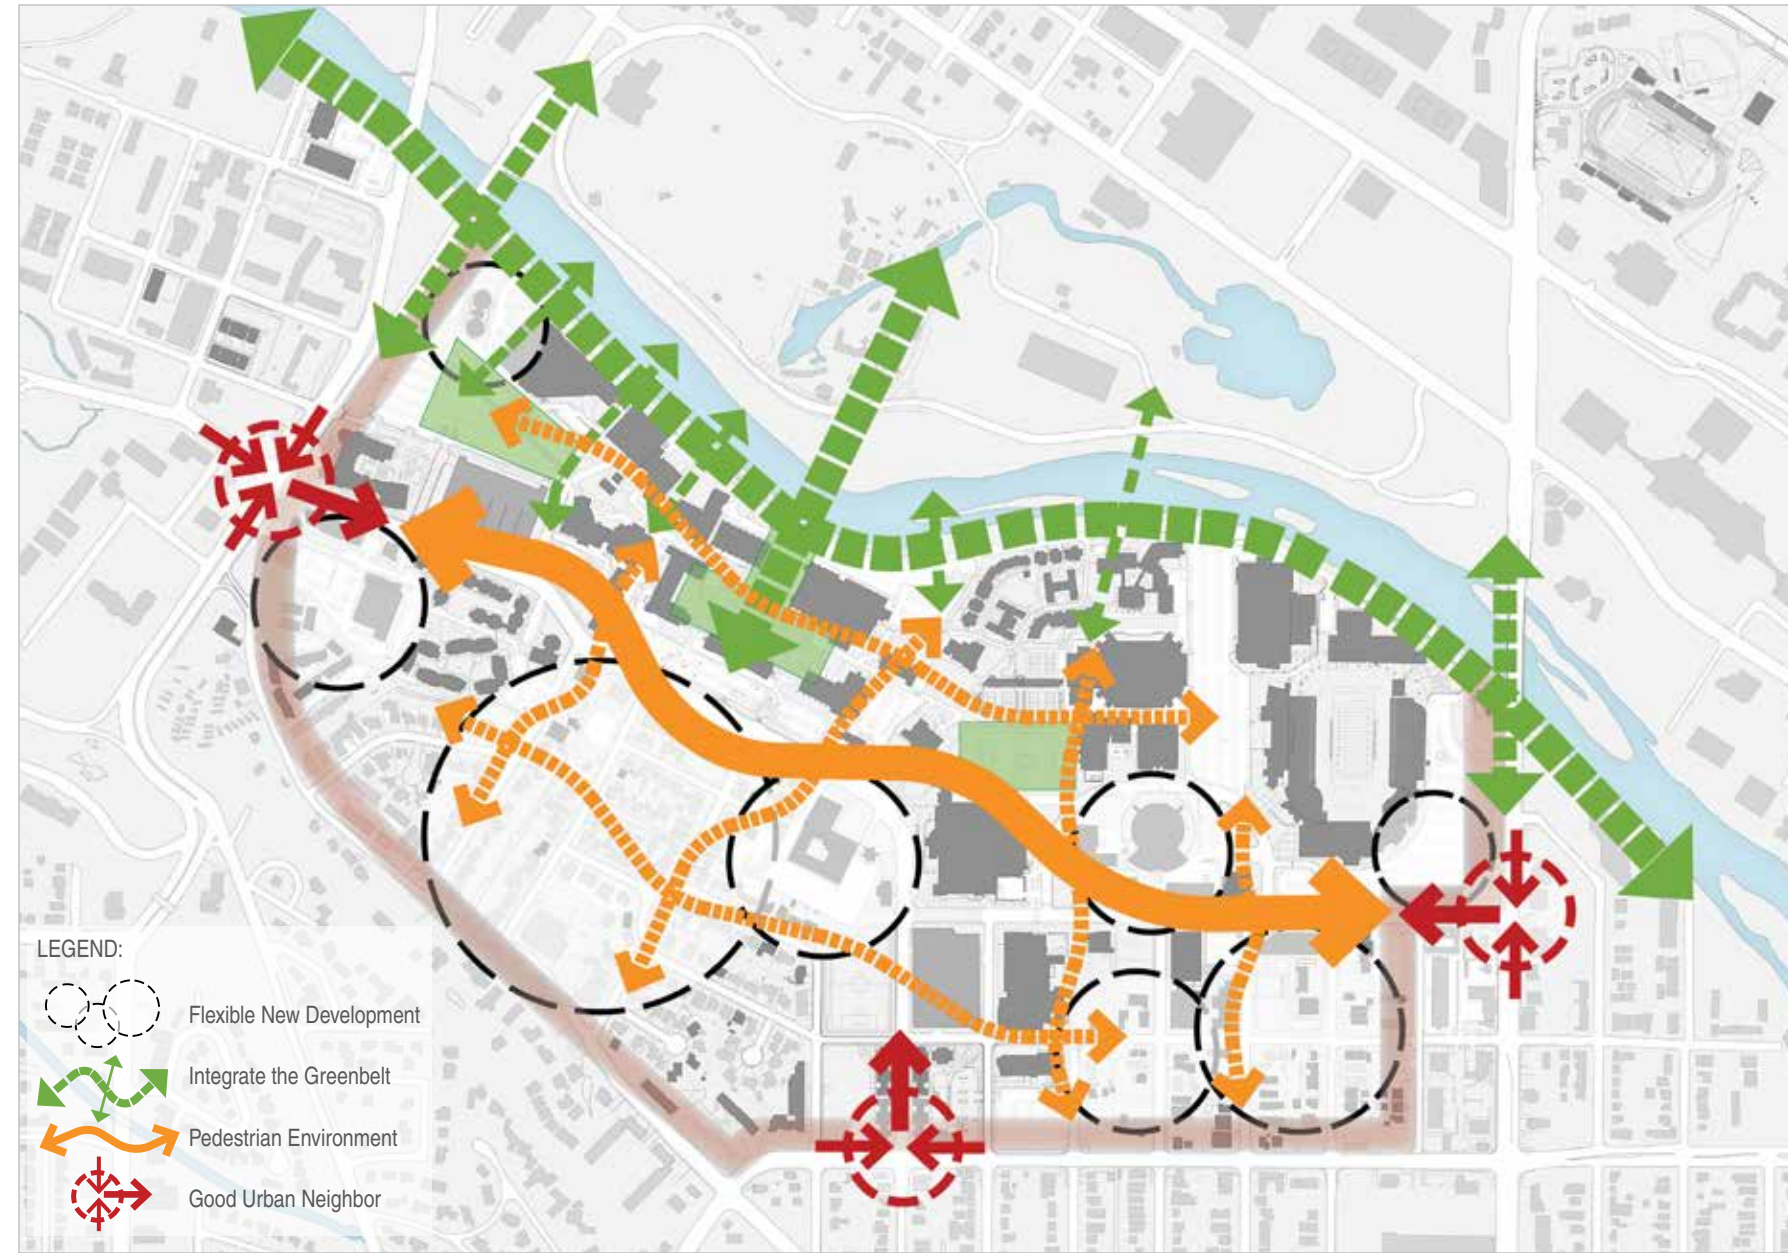 LEGEND:
Flexible New Development
Integrate the Greenbelt
Pedestrian Environment
Good Urban Neighbor